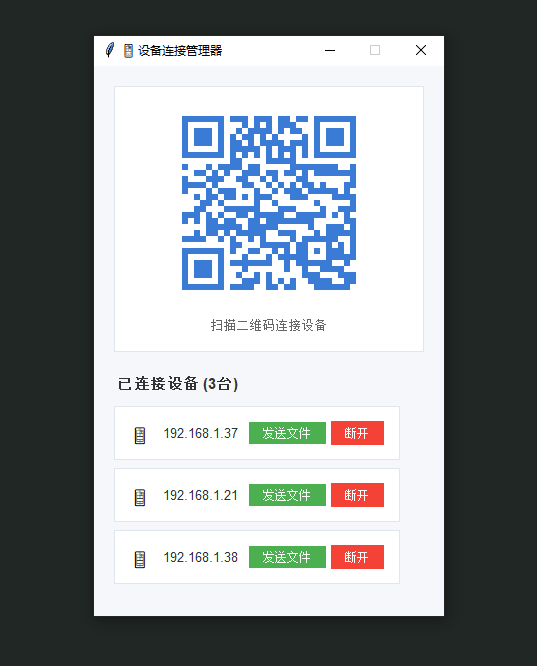 设备连接管理器
扫描二维码连接设备
已连接设备 (3台)
192.168.1.37 发送文件 断开
192.168.1.21 发送文件 断开
192.168.1.38 发送文件 断开